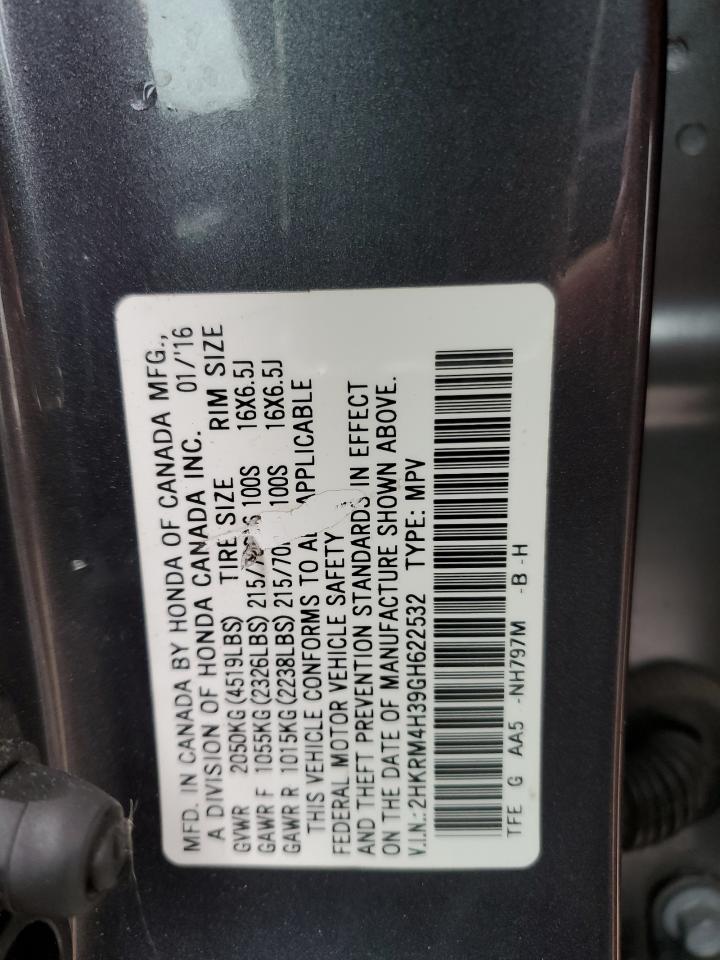 MFD. IN CANADA BY HONDA OF CANADA MFG.,
A DIVISION OF HONDA CANADA INC. 01/'16
GVWR 2050KG(4519LBS) TIRE SIZE RIM SIZE
GAWR F 1055KG(2326LBS) 215/ 100S 16X6.5J
GAWR R 1015KG(2238LBS) 215/70 100S 16X6.5J
THIS VEHICLE CONFORMS TO APPLICABLE
FEDERAL MOTOR VEHICLE SAFETY
AND THEFT PREVENTION STANDARDS IN EFFECT
ON THE DATE OF MANUFACTURE SHOWN ABOVE.
V.I.N.: 2HKRM4H39GH622532 TYPE: MPV
TFE G AA5 -NH797M -B -H